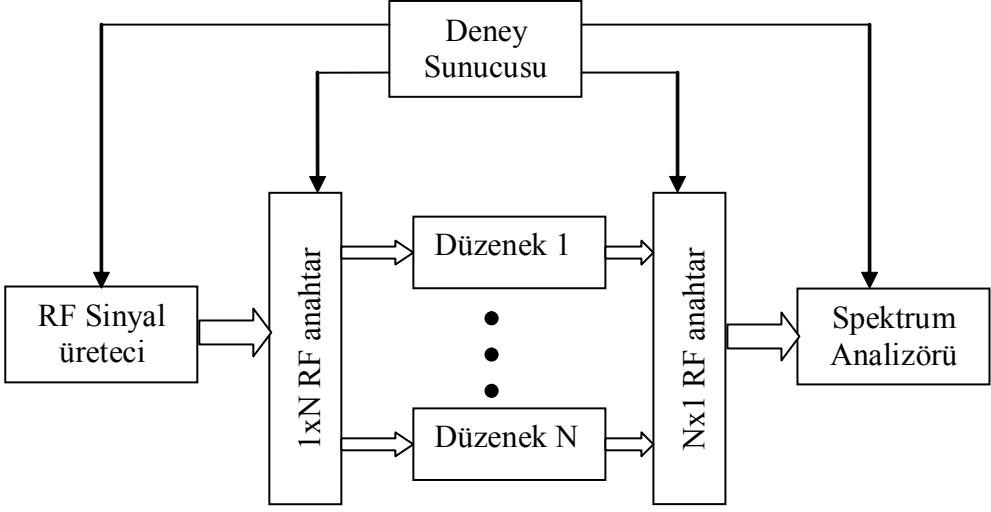 Deney
Sunucusu
RF Sinyal
üreteci
1xN RF anahtar
Düzenek 1
Düzenek N
Nx1 RF anahtar
Spektrum
Analizörü